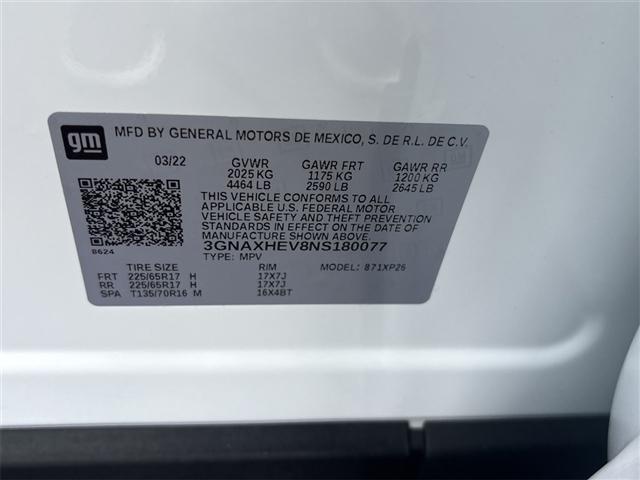 gm
MFD BY GENERAL MOTORS DE MEXICO, S. DE R.L. DE C.V.
03/22 GVWR GAWR FRT GAWR RR
2025 KG 1175 KG 1200 KG
4464 LB 2590 LB 2645 LB
THIS VEHICLE CONFORMS TO ALL
APPLICABLE U.S. FEDERAL MOTOR
VEHICLE SAFETY AND THEFT PREVENTION
STANDARDS IN EFFECT ON THE
DATE OF MANUFACTURE SHOWN ABOVE.
8624 3GNAXHEV8NS180077
TYPE: MPV
TIRE SIZE RIM MODEL: 871XP26
FRT 225/65R17 H 17X7J
RR 225/65R17 H 17X7J
SPA T135/70R16 M 16X4BT